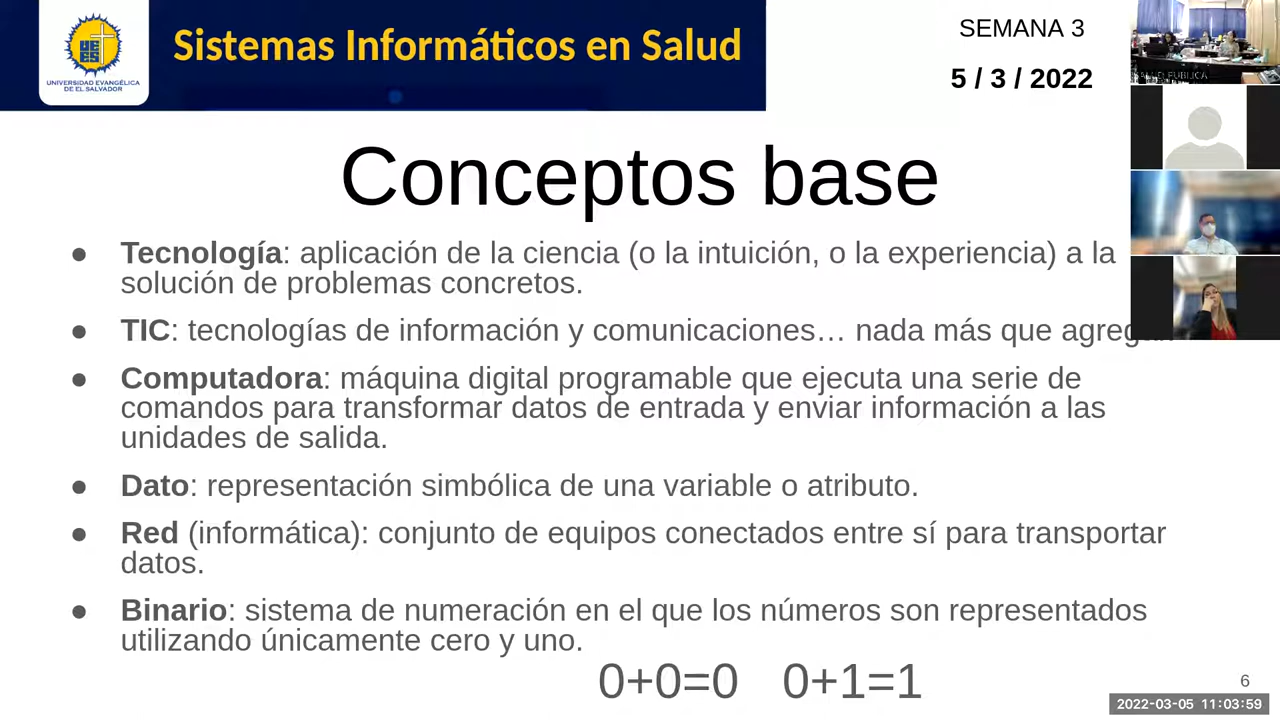 UNIVERSIDAD EVANGÉLICA
DE EL SALVADOR
Sistemas Informáticos en Salud
SEMANA 3
5 / 3 / 2022
Conceptos base
● Tecnología: aplicación de la ciencia (o la intuición, o la experiencia) a la
solución de problemas concretos.
● TIC: tecnologías de información y comunicaciones… nada más que
● Computadora: máquina digital programable que ejecuta una serie de
comandos para transformar datos de entrada y enviar información a las
unidades de salida.
● Dato: representación simbólica de una variable o atributo.
● Red (informática): conjunto de equipos conectados entre sí para transportar
datos.
● Binario: sistema de numeración en el que los números son representados
utilizando únicamente cero y uno.
0+0=0 0+1=1
6
2022-03-05 11:03:59